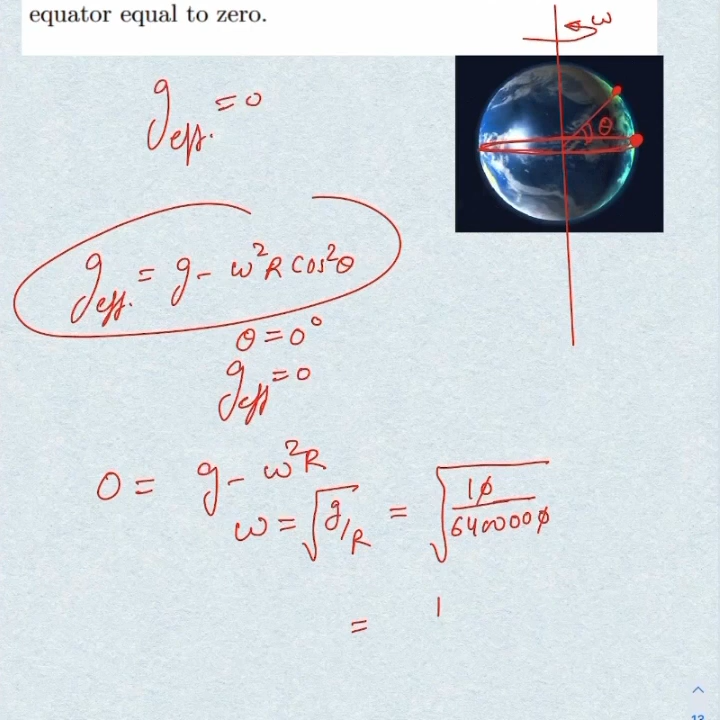 equator equal to zero.
ω
g_eff. = 0
θ
g_eff. = g - ω²R cos²θ
θ = 0°
g_eff = 0
0 = g - ω²R
ω = √(g/R) = √(10/6400000)
= 1